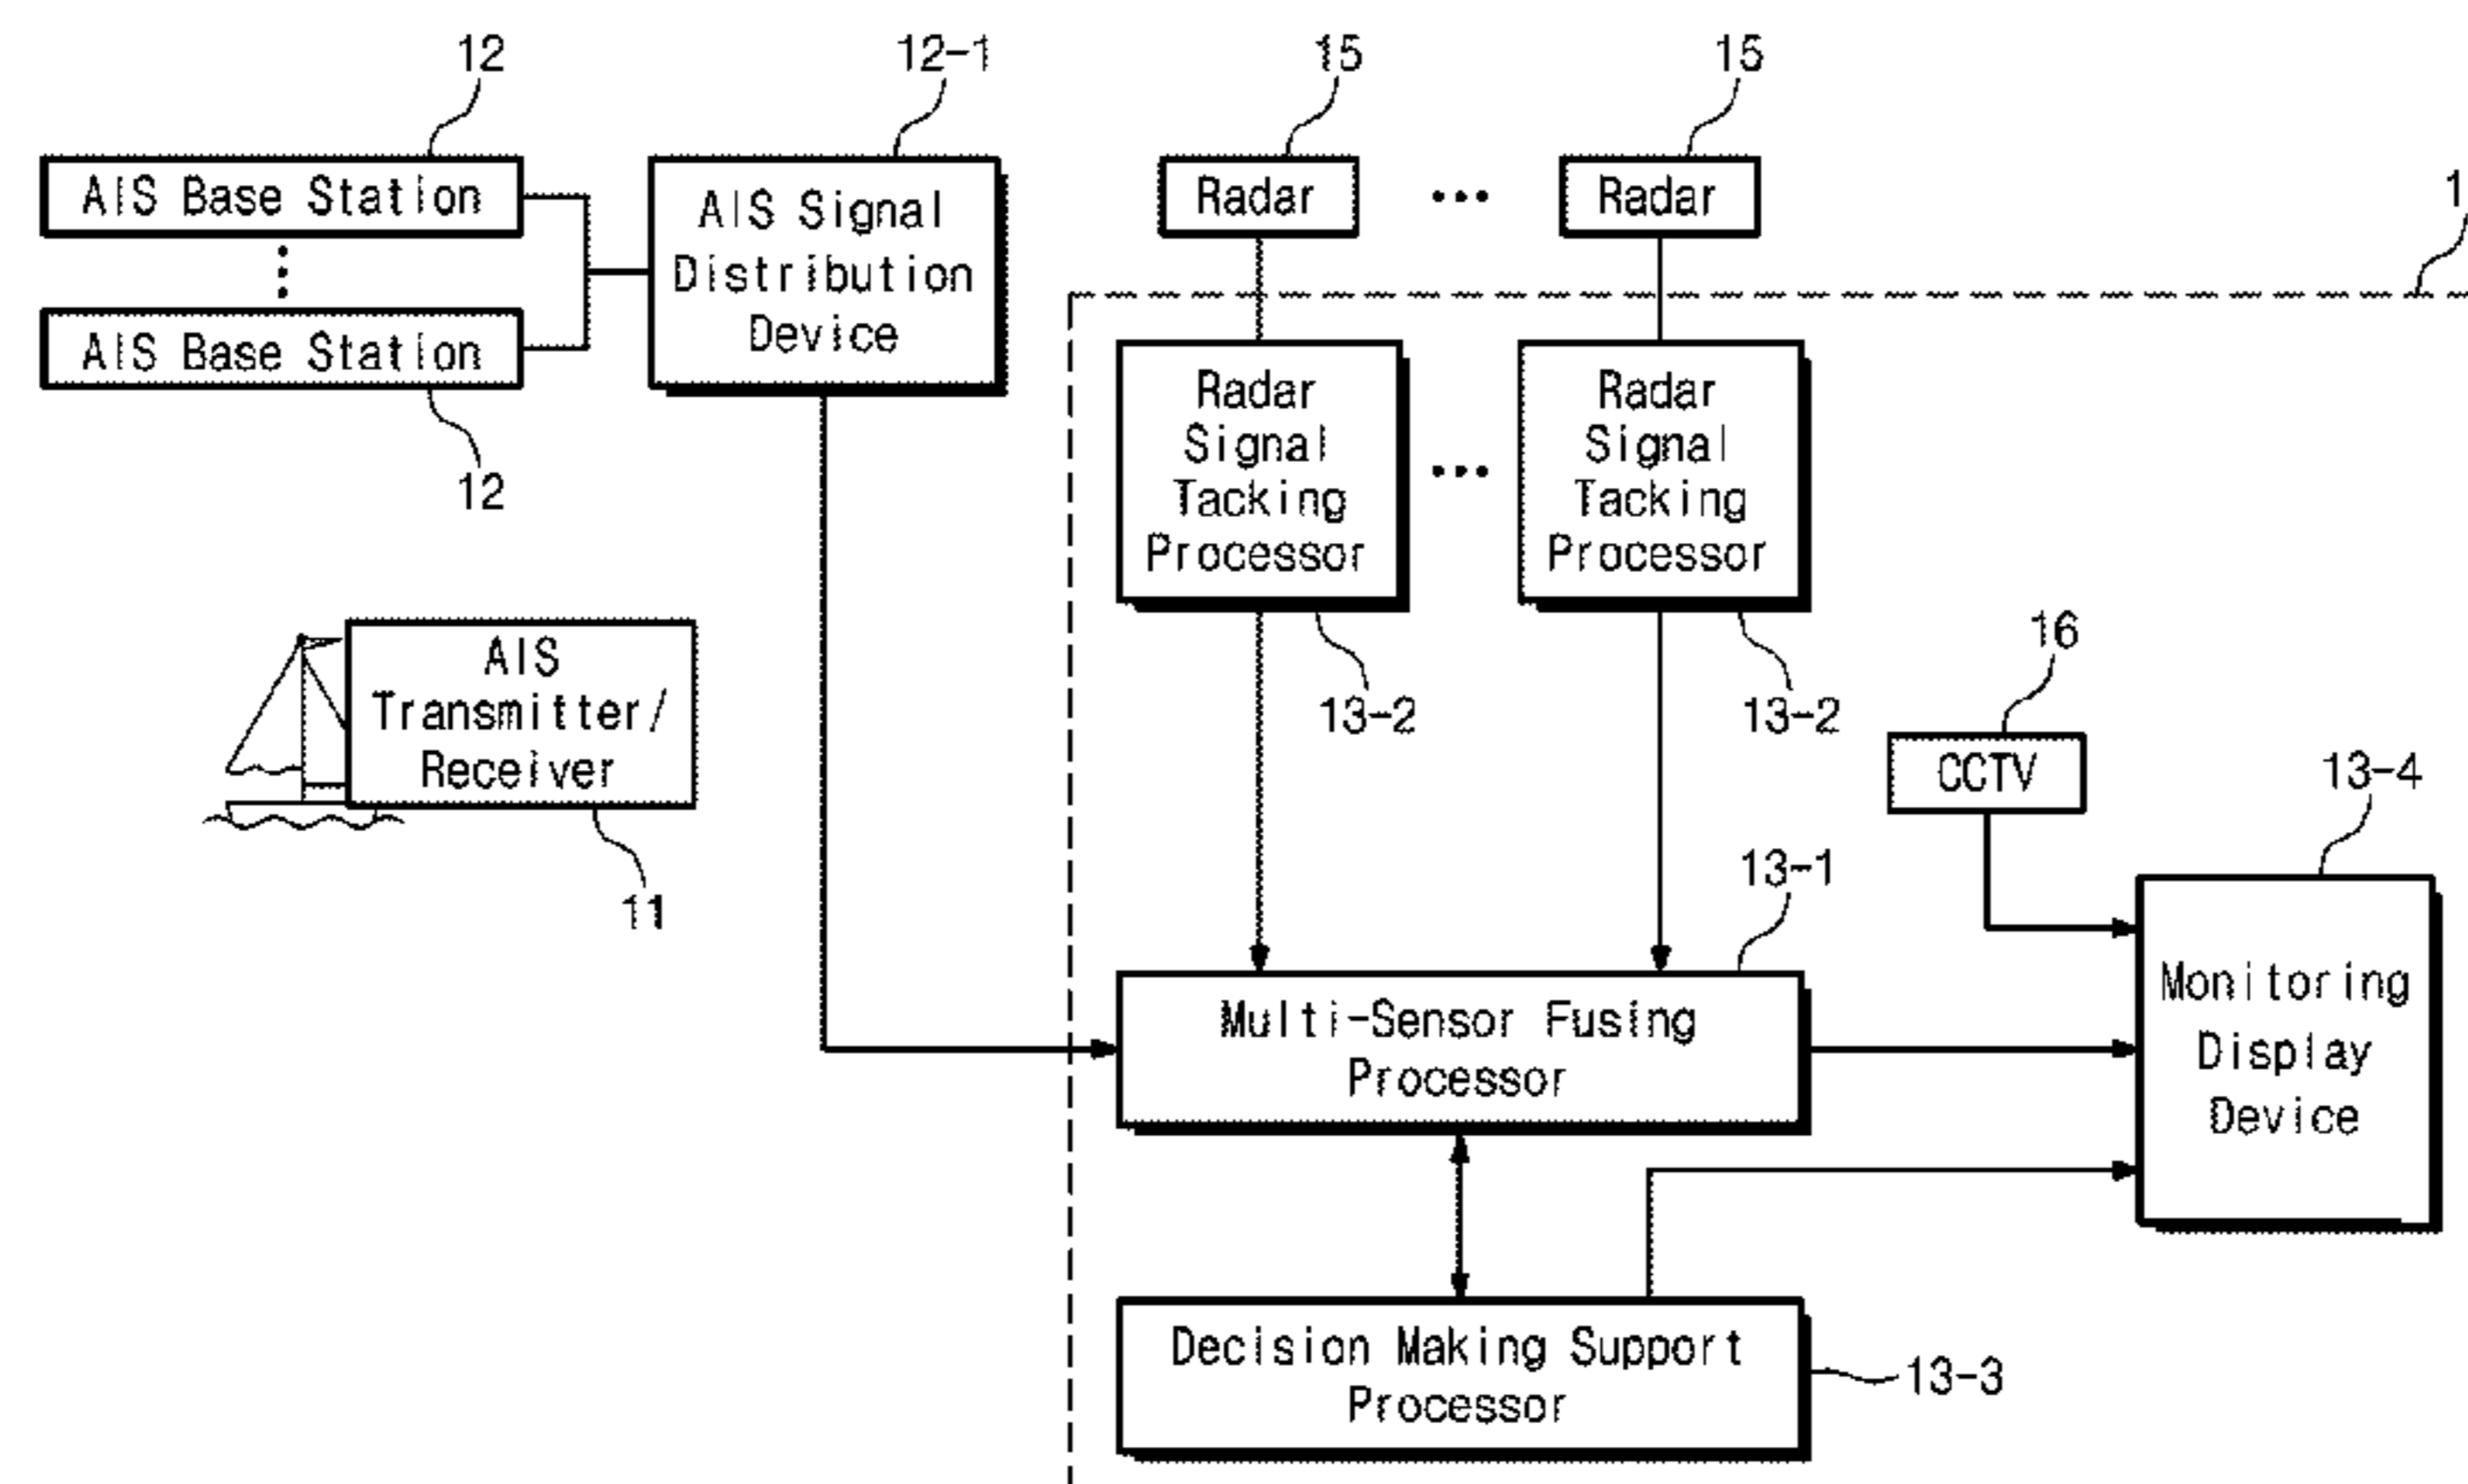 12
12-1
15
15
AIS Base Station
AIS Signal
Distribution
Device
Radar
•••
Radar
1
AIS Base Station
12
Radar
Signal
Tacking
Processor
•••
Radar
Signal
Tacking
Processor
13-2
13-2
AIS
Transmitter/
Receiver
11
16
CCTV
13-4
13-1
Multi-Sensor Fusing
Processor
Monitoring
Display
Device
Decision Making Support
Processor
13-3